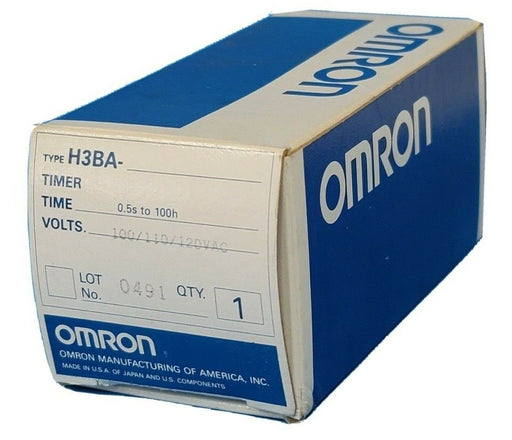 OMRON
OMRON
TYPE H3BA-
TIMER
TIME 0.5s to 100h
VOLTS. 100/110/120VAC
LOT No. 0491 QTY. 1
OMRON
OMRON MANUFACTURING OF AMERICA, INC.
MADE IN U.S.A. OF JAPAN AND U.S. COMPONENTS